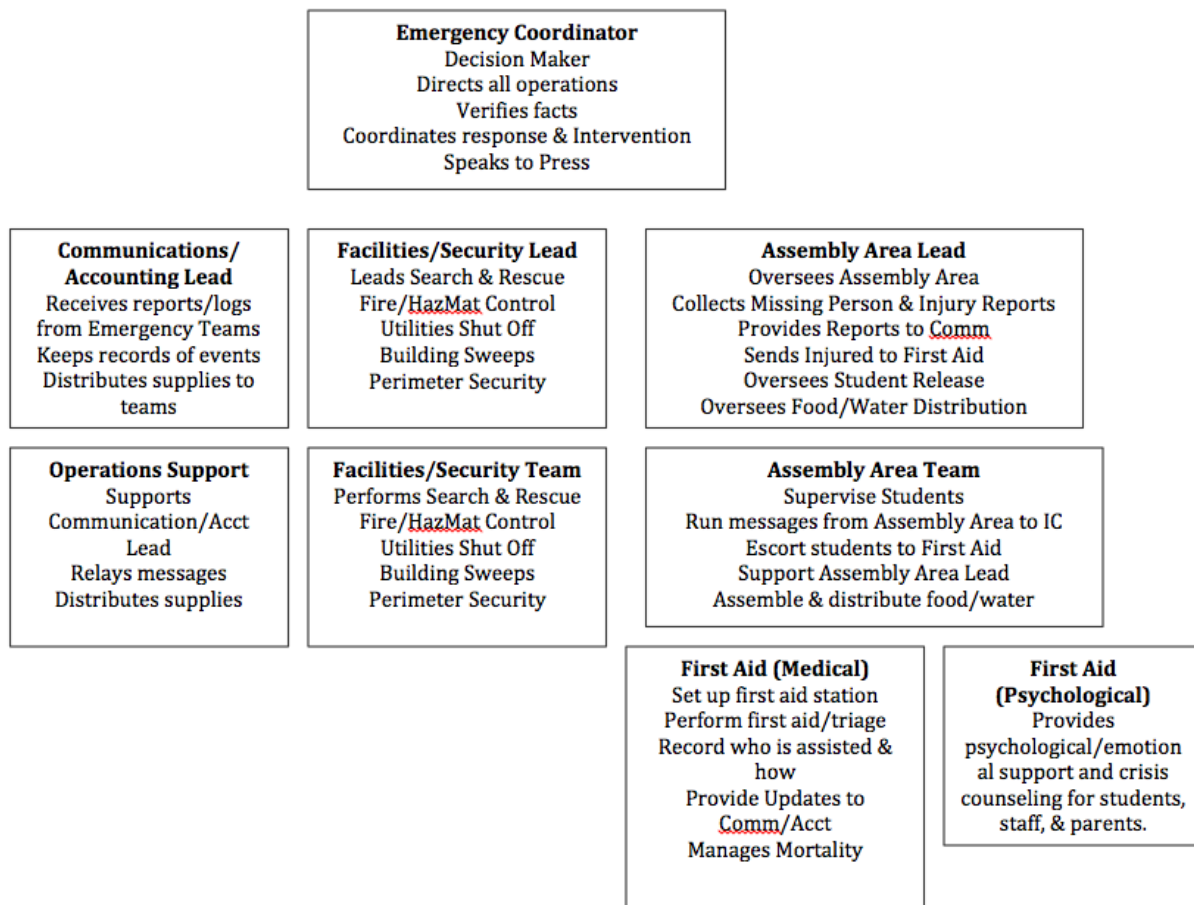 Emergency Coordinator
Decision Maker
Directs all operations
Verifies facts
Coordinates response & Intervention
Speaks to Press
Communications/
Accounting Lead
Receives reports/logs
from Emergency Teams
Keeps records of events
Distributes supplies to
teams
Facilities/Security Lead
Leads Search & Rescue
Fire/HazMat Control
Utilities Shut Off
Building Sweeps
Perimeter Security
Assembly Area Lead
Oversees Assembly Area
Collects Missing Person & Injury Reports
Provides Reports to Comm
Sends Injured to First Aid
Oversees Student Release
Oversees Food/Water Distribution
Operations Support
Supports
Communication/Acct
Lead
Relays messages
Distributes supplies
Facilities/Security Team
Performs Search & Rescue
Fire/HazMat Control
Utilities Shut Off
Building Sweeps
Perimeter Security
Assembly Area Team
Supervise Students
Run messages from Assembly Area to IC
Escort students to First Aid
Support Assembly Area Lead
Assemble & distribute food/water
First Aid (Medical)
Set up first aid station
Perform first aid/triage
Record who is assisted &
how
Provide Updates to
Comm/Acct
Manages Mortality
First Aid
(Psychological)
Provides
psychological/emotion
al support and crisis
counseling for students,
staff, & parents.